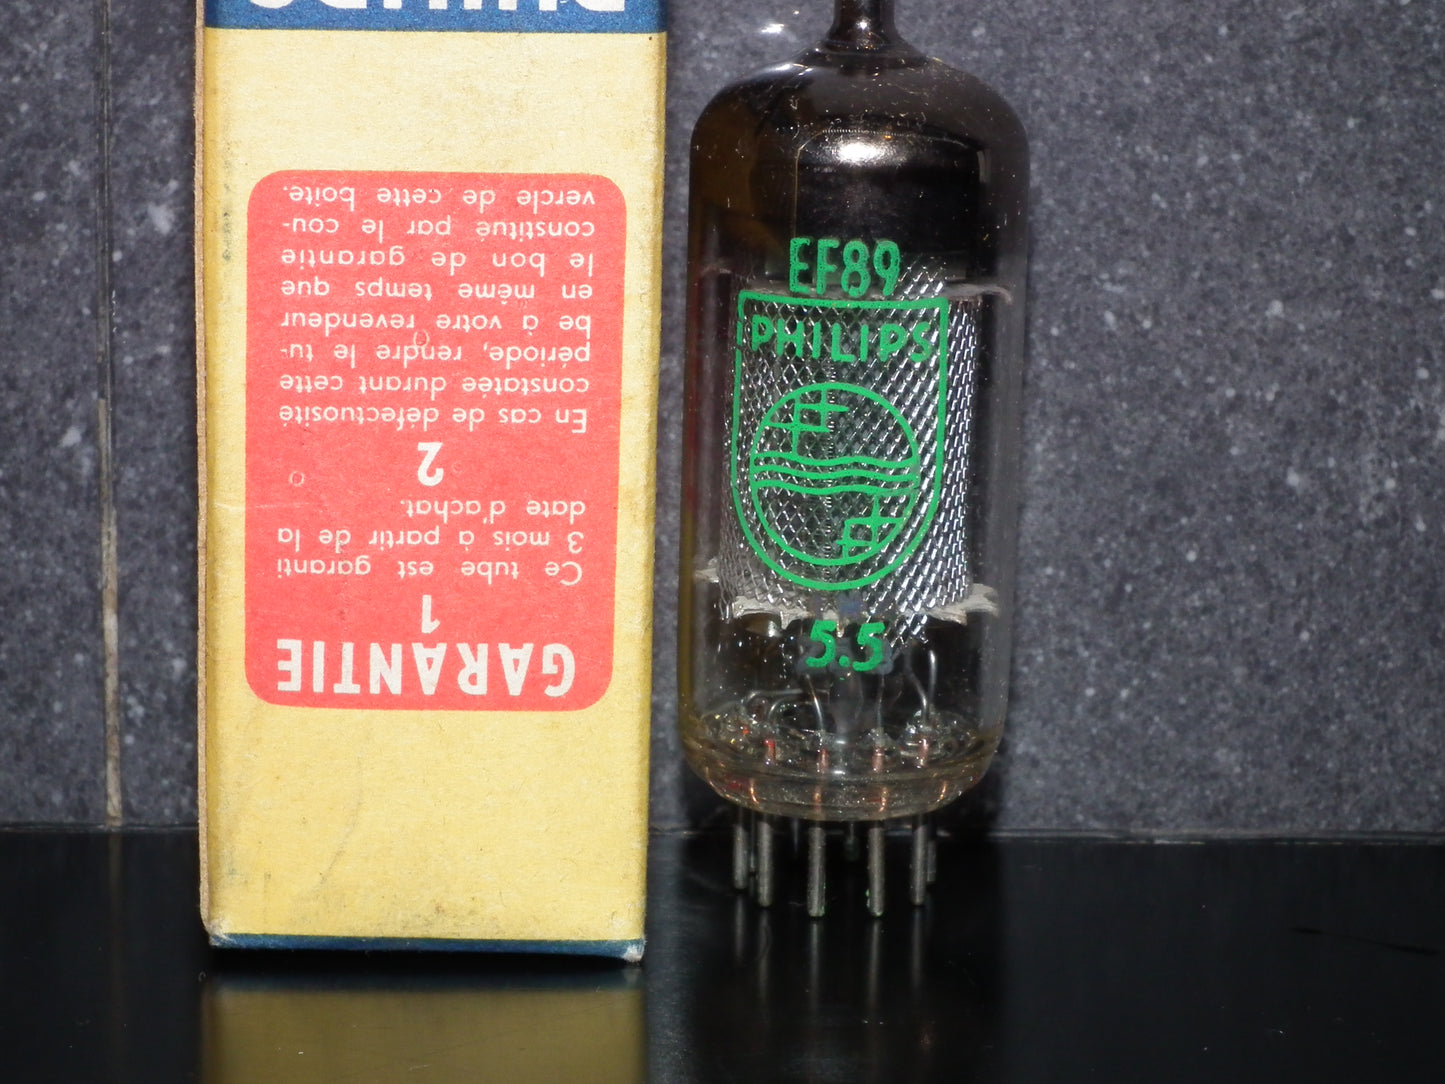 PHILIPS
GARANTIE
1
Ce tube est garanti
3 mois à partir de la
date d'achat.
2
En cas de défectuosité
constatée durant cette
période, rendre le tu-
be à votre revendeur
en même temps que
le bon de garantie
constitué par le cou-
vercle de cette boîte.
EF89
PHILIPS
5.5